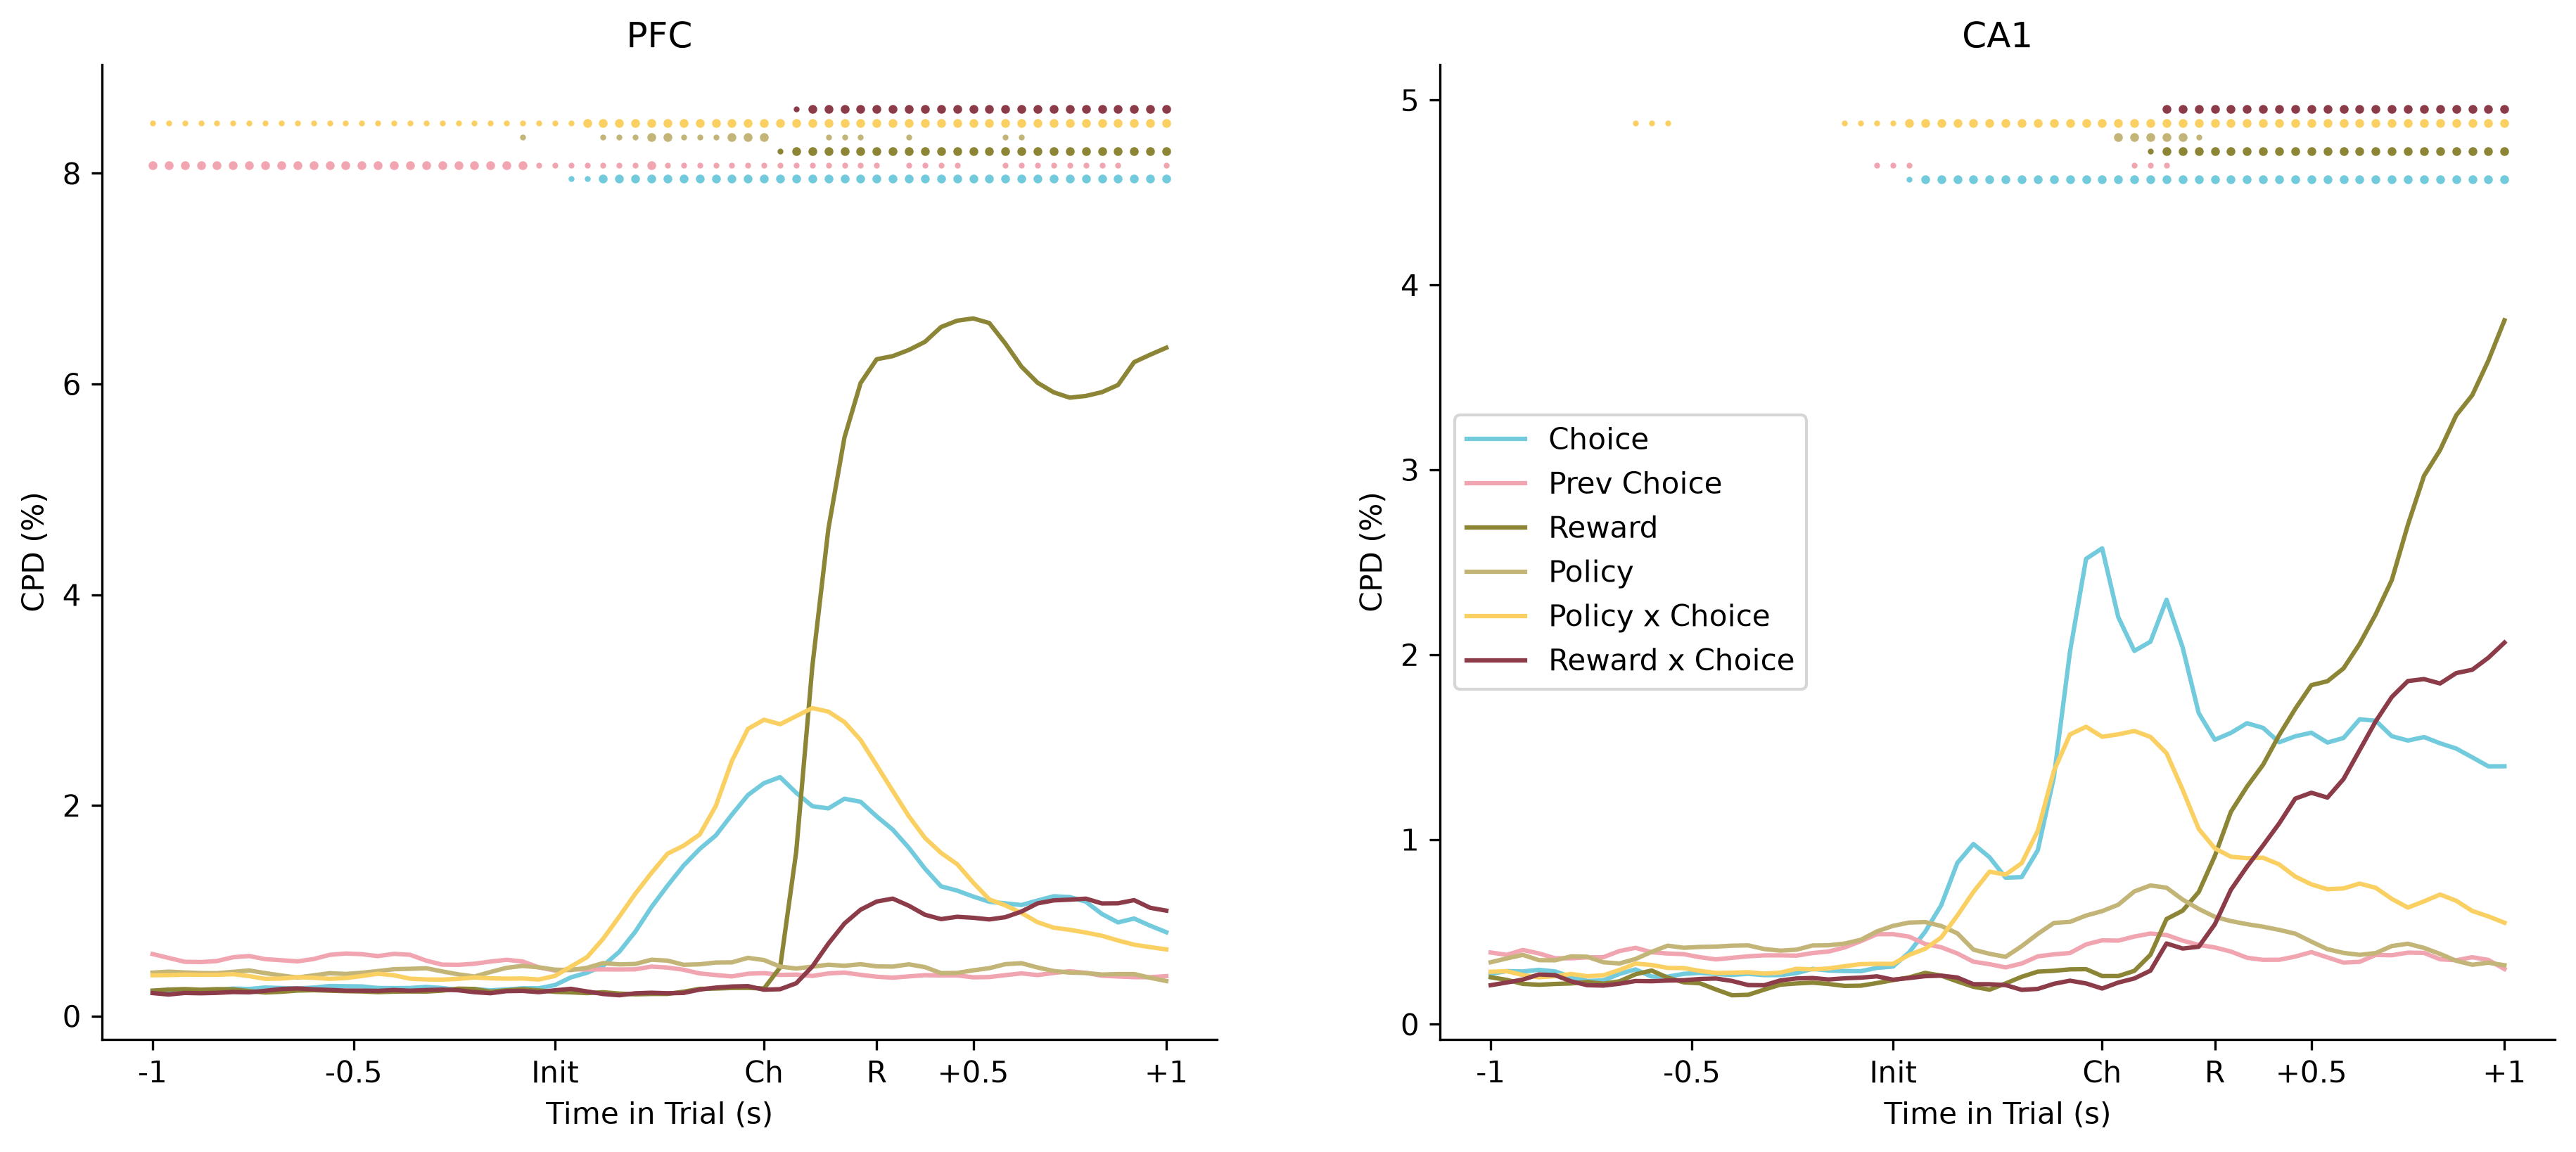 PFC
CPD (%)
8
6
4
2
0
-1 -0.5 Init Ch R +0.5 +1
Time in Trial (s)
CA1
CPD (%)
5
4
3
2
1
0
Choice
Prev Choice
Reward
Policy
Policy x Choice
Reward x Choice
-1 -0.5 Init Ch R +0.5 +1
Time in Trial (s)